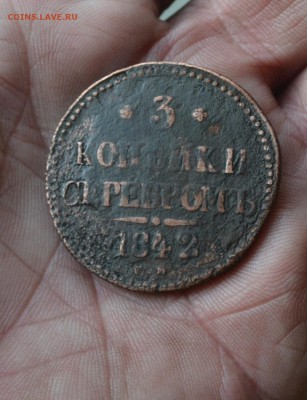 COINS.LAVE.RU
3
КОПѢЙКИ
СЕРЕБРОМЪ
1842